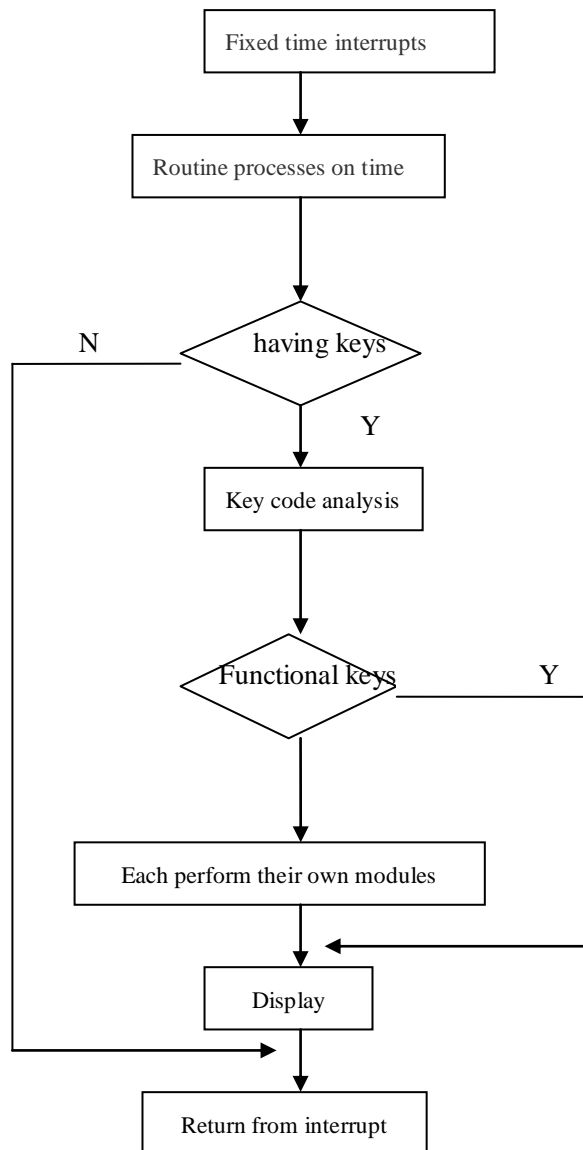 Fixed time interrupts
Routine processes on time
having keys
N
Y
Key code analysis
Functional keys
Y
Each perform their own modules
Display
Return from interrupt